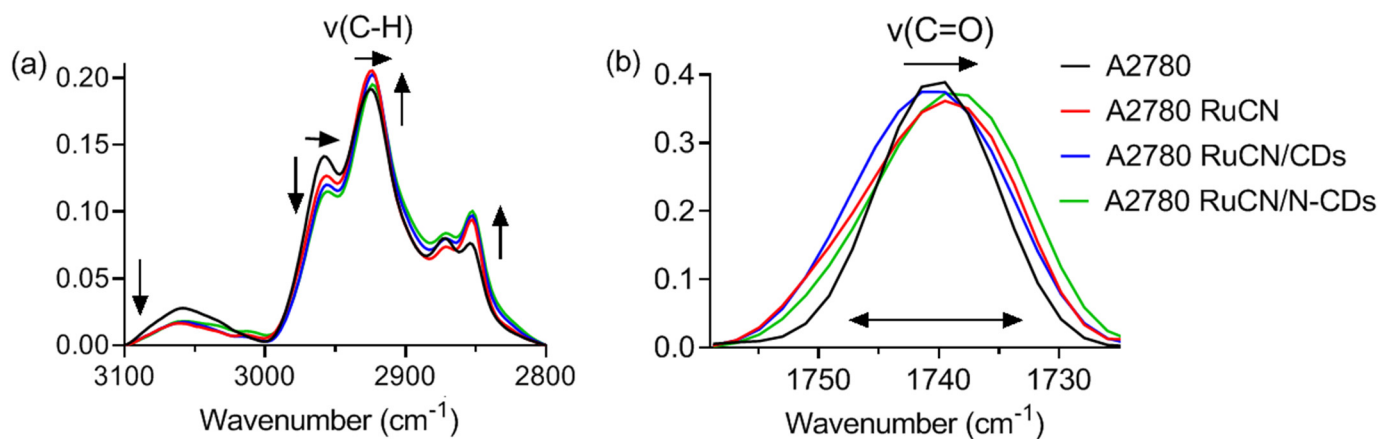 (a)
ν(C-H)
0.20
0.15
0.10
0.05
0.00
3100
3000
2900
2800
Wavenumber (cm⁻¹)
(b)
ν(C=O)
0.4
0.3
0.2
0.1
0.0
1750
1740
1730
Wavenumber (cm⁻¹)
A2780
A2780 RuCN
A2780 RuCN/CDs
A2780 RuCN/N-CDs